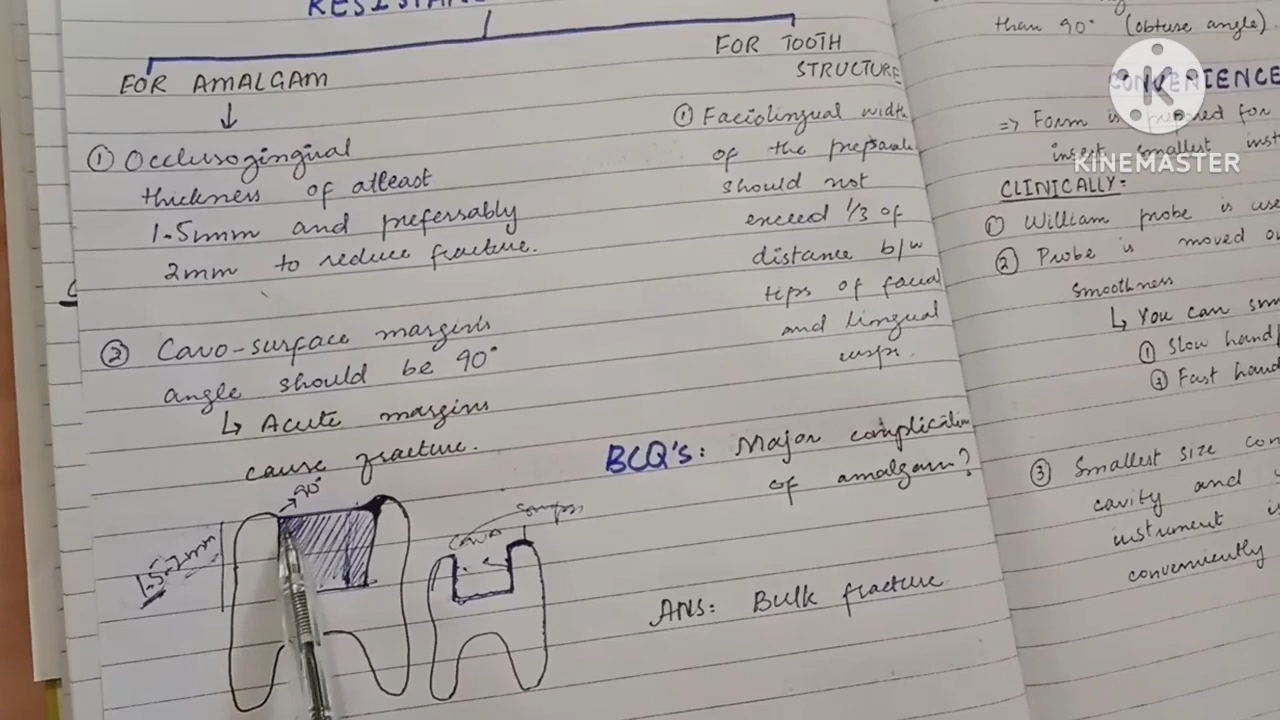 RESISTAN
FOR AMALGAM
① Occlusogingival
thickness of atleast
1.5mm and preferrably
2mm to reduce fracture.
② Cavo-surface margins
angle should be 90°
↳ Acute margins
cause fracture.
90°
1.5-2mm
FOR TOOTH
STRUCTURE
① Faciolingual width
of the
should not
exceed 1/3 of
distance b/w
tips of facial
and lingual
cusps.
BCQ's: Major complication
of amalgam?
ANS: Bulk fracture
Cavo
than 90° (obtuse angle)
CONVENIENCE
⇒ Form is prepared for
insert smallest inst
CLINICALLY:
① William probe is use
② Probe is moved o
Smoothness
↳ You can sm
① Slow hand
② Fast hand
③ Smallest size con
cavity and
instrument is
conveniently
K
KINEMASTER